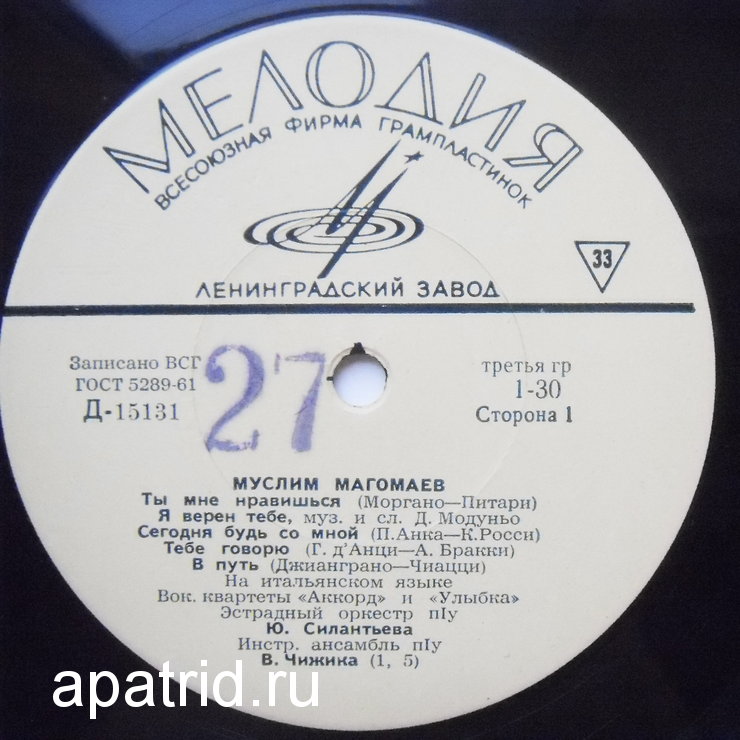 МЕЛОДИЯ
ВСЕСОЮЗНАЯ ФИРМА ГРАМПЛАСТИНОК
ЛЕНИНГРАДСКИЙ ЗАВОД
33
Записано ВСГ
ГОСТ 5289-61
Д-15131
27
третья гр
1-30
Сторона 1
МУСЛИМ МАГОМАЕВ
Ты мне нравишься (Моргано—Питари)
Я верен тебе, муз. и сл. Д. Модуньо
Сегодня будь со мной (П.Анка—К.Росси)
Тебе говорю (Г. д'Анци—А. Бракки)
В путь (Джианграно—Чиацци)
На итальянском языке
Вок. квартеты «Аккорд» и «Улыбка»
Эстрадный оркестр п/у
Ю. Силантьева
Инстр. ансамбль п/у
В. Чижика (1, 5)
apatrid.ru